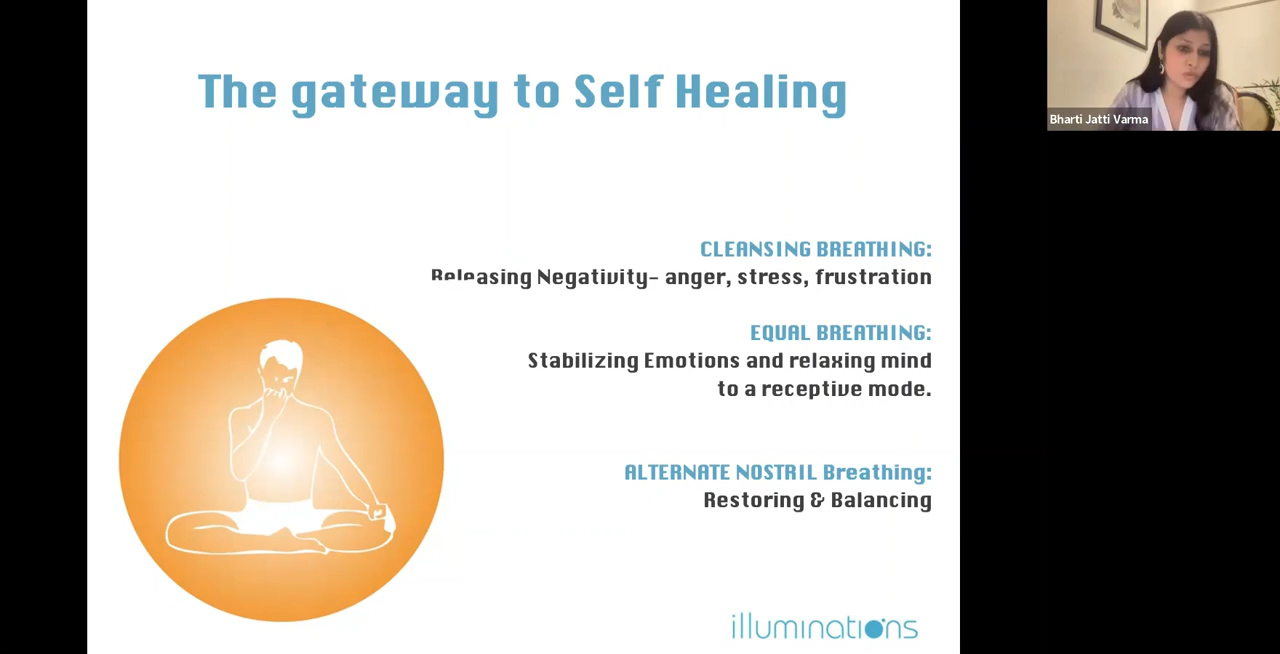 The gateway to Self Healing
Bharti Jatti Varma
CLEANSING BREATHING:
Releasing Negativity- anger, stress, frustration
EQUAL BREATHING:
Stabilizing Emotions and relaxing mind
to a receptive mode.
ALTERNATE NOSTRIL Breathing:
Restoring & Balancing
illuminations